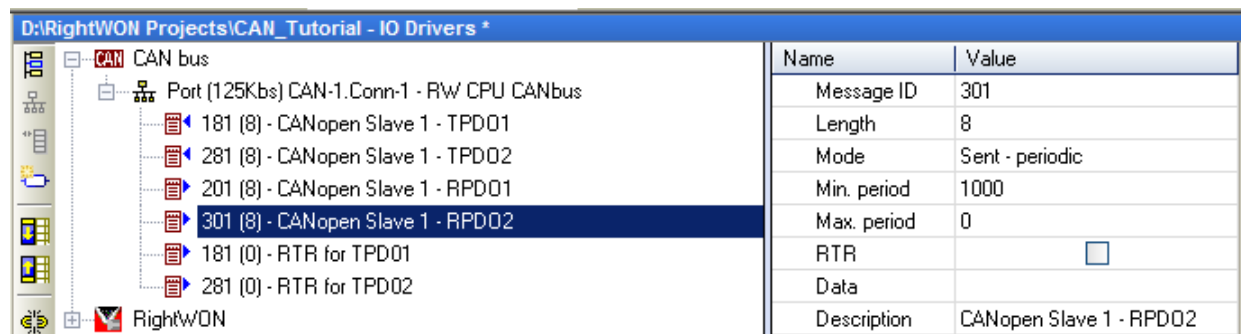 D:\RightWON Projects\CAN_Tutorial - IO Drivers *
CAN CAN bus
Port (125Kbs) CAN-1.Conn-1 - RW CPU CANbus
181 (8) - CANopen Slave 1 - TPDO1
281 (8) - CANopen Slave 1 - TPDO2
201 (8) - CANopen Slave 1 - RPDO1
301 (8) - CANopen Slave 1 - RPDO2
181 (0) - RTR for TPDO1
281 (0) - RTR for TPDO2
RightWON
Name Value
Message ID 301
Length 8
Mode Sent - periodic
Min. period 1000
Max. period 0
RTR
Data
Description CANopen Slave 1 - RPDO2